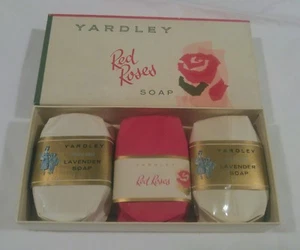 YARDLEY
Red
Roses
SOAP
YARDLEY
LAVENDER
SOAP
YARDLEY
Red Roses
YARDLEY
LAVENDER
SOAP